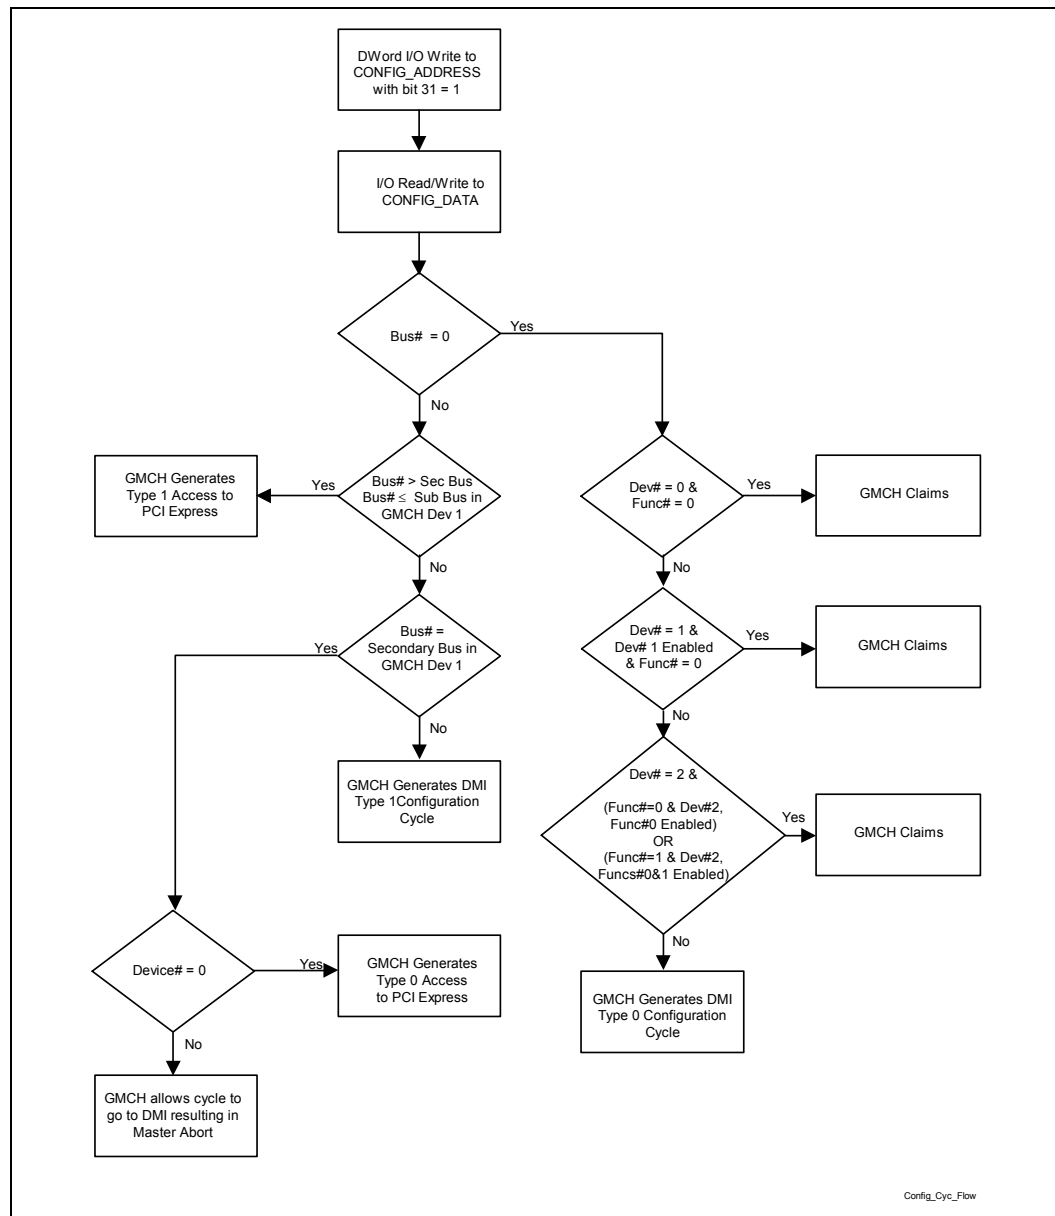 DWord I/O Write to
CONFIG_ADDRESS
with bit 31 = 1
I/O Read/Write to
CONFIG_DATA
Bus# = 0
Yes
No
GMCH Generates
Type 1 Access to
PCI Express
Yes
Bus# > Sec Bus
Bus# ≤ Sub Bus in
GMCH Dev 1
No
Dev# = 0 &
Func# = 0
Yes
GMCH Claims
No
Bus# =
Secondary Bus in
GMCH Dev 1
Yes
No
Dev# = 1 &
Dev# 1 Enabled
& Func# = 0
Yes
GMCH Claims
No
GMCH Generates DMI
Type 1Configuration
Cycle
Dev# = 2 &
(Func#=0 & Dev#2,
Func#0 Enabled)
OR
(Func#=1 & Dev#2,
Funcs#0&1 Enabled)
Yes
GMCH Claims
No
Device# = 0
Yes
GMCH Generates
Type 0 Access
to PCI Express
No
GMCH Generates DMI
Type 0 Configuration
Cycle
GMCH allows cycle to
go to DMI resulting in
Master Abort
Config_Cyc_Flow